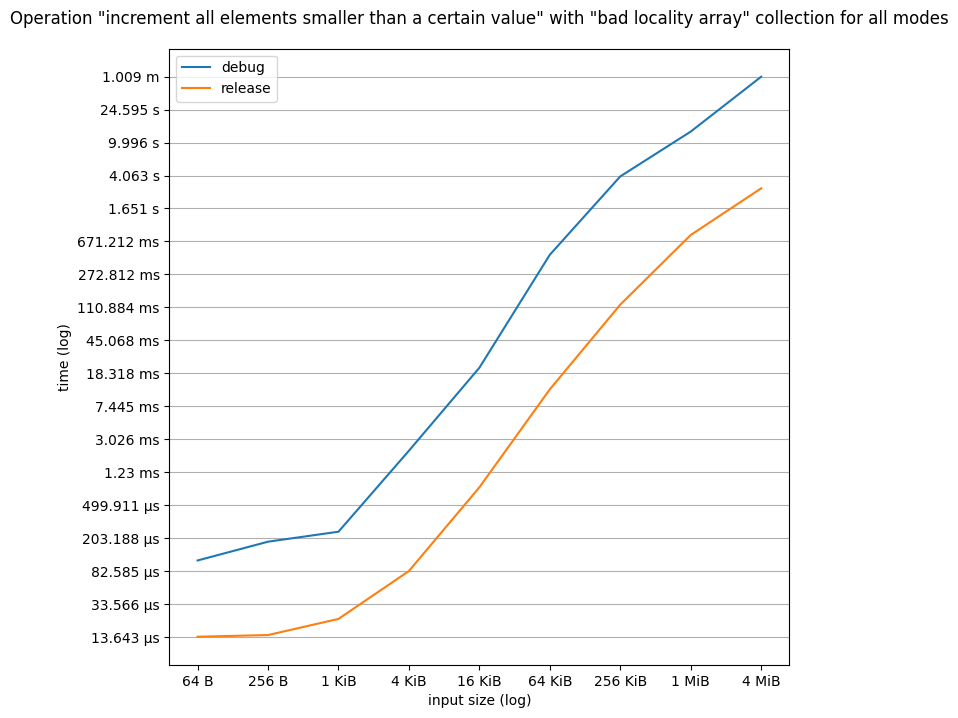 Operation "increment all elements smaller than a certain value" with "bad locality array" collection for all modes
debug
release
1.009 m
24.595 s
9.996 s
4.063 s
1.651 s
671.212 ms
272.812 ms
110.884 ms
45.068 ms
18.318 ms
7.445 ms
3.026 ms
1.23 ms
499.911 µs
203.188 µs
82.585 µs
33.566 µs
13.643 µs
time (log)
64 B 256 B 1 KiB 4 KiB 16 KiB 64 KiB 256 KiB 1 MiB 4 MiB
input size (log)